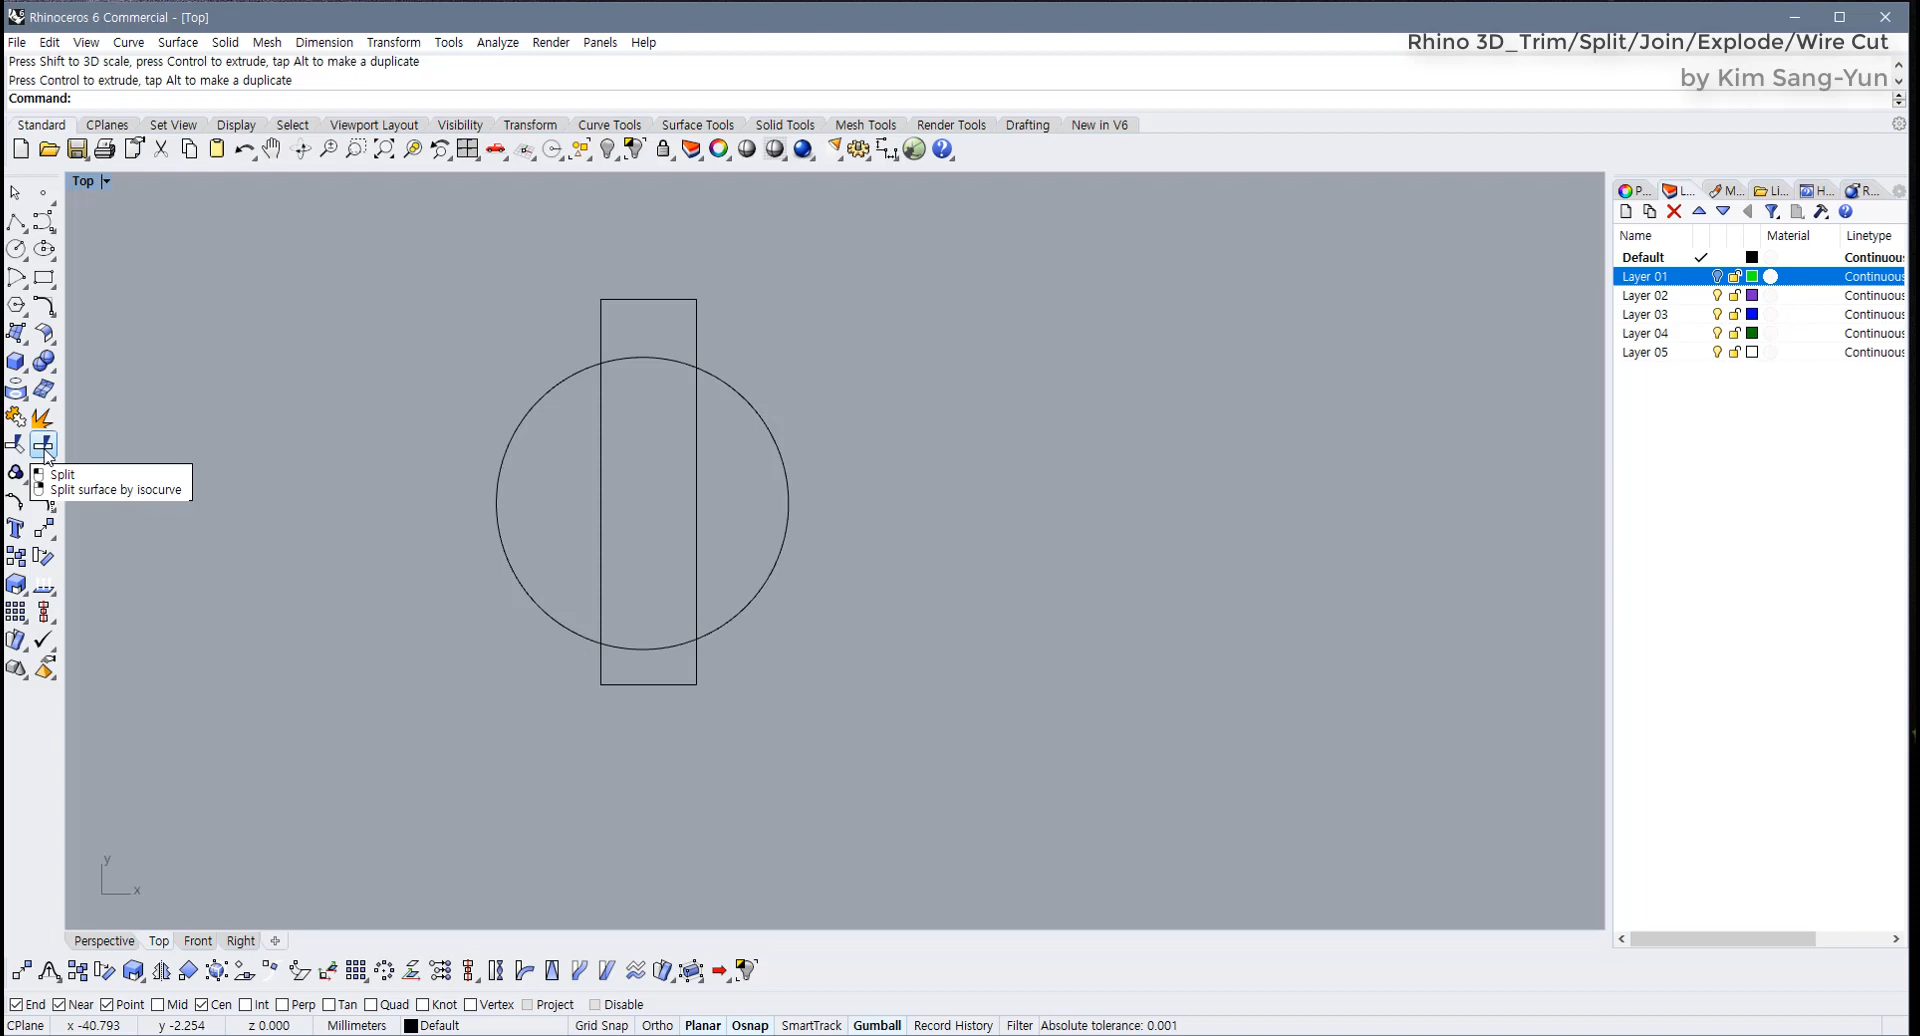 Rhinoceros 6 Commercial - [Top]
File Edit View Curve Surface Solid Mesh Dimension Transform Tools Analyze Render Panels Help
Rhino 3D_Trim/Split/Join/Explode/Wire Cut
Press Shift to 3D scale, press Control to extrude, tap Alt to make a duplicate
by Kim Sang-Yun
Press Control to extrude, tap Alt to make a duplicate
Command:
Standard CPlanes Set View Display Select Viewport Layout Visibility Transform Curve Tools Surface Tools Solid Tools Mesh Tools Render Tools Drafting New in V6
Top
P... L... M... Li... H... R...
Name Material Linetype
Default Continuous
Layer 01 Continuous
Layer 02 Continuous
Layer 03 Continuous
Layer 04 Continuous
Layer 05 Continuous
Split
Split surface by isocurve
y
x
Perspective Top Front Right
End Near Point Mid Cen Int Perp Tan Quad Knot Vertex Project Disable
CPlane x -40.793 y -2.254 z 0.000 Millimeters Default Grid Snap Ortho Planar Osnap SmartTrack Gumball Record History Filter Absolute tolerance: 0.001